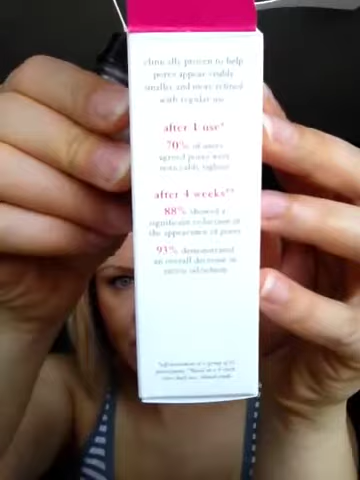 clinically proven to help
pores appear visibly
smaller and more refined
with regular use
after 1 use*
70% of users
agreed pores were
noticeably tighter
after 4 weeks**
88% showed a
significant reduction in
the appearance of pores
93% demonstrated
an overall decrease in